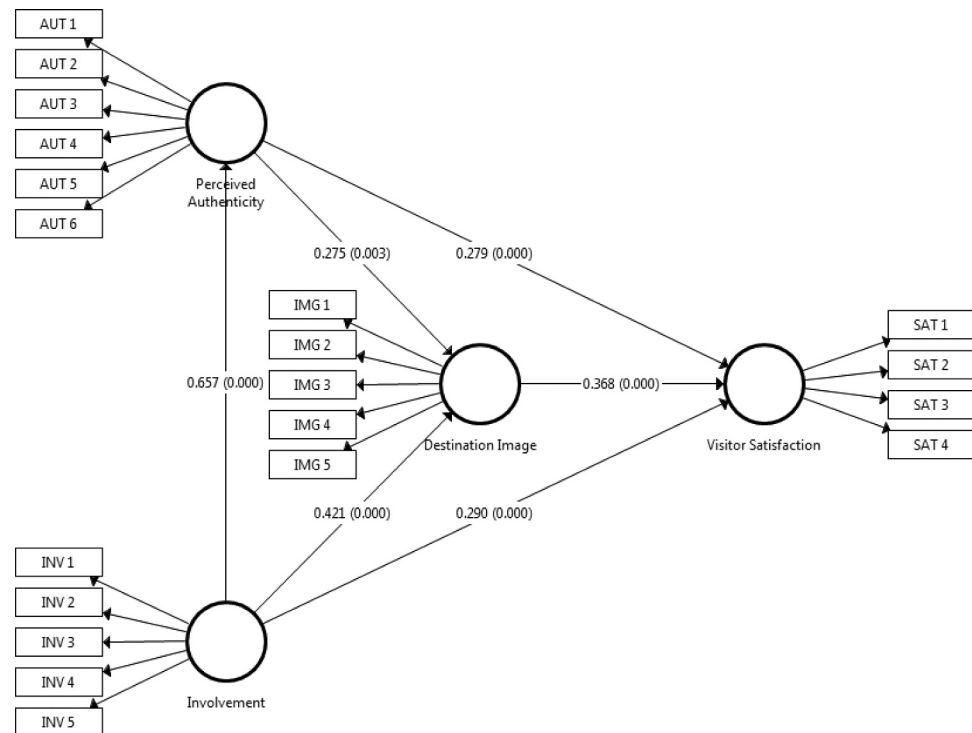 AUT 1
AUT 2
AUT 3
AUT 4
AUT 5
AUT 6
Perceived
Authenticity
0.275 (0.003)
0.279 (0.000)
IMG 1
IMG 2
IMG 3
IMG 4
IMG 5
0.657 (0.000)
0.368 (0.000)
SAT 1
SAT 2
SAT 3
SAT 4
Destination Image
Visitor Satisfaction
0.421 (0.000)
0.290 (0.000)
INV 1
INV 2
INV 3
INV 4
INV 5
Involvement